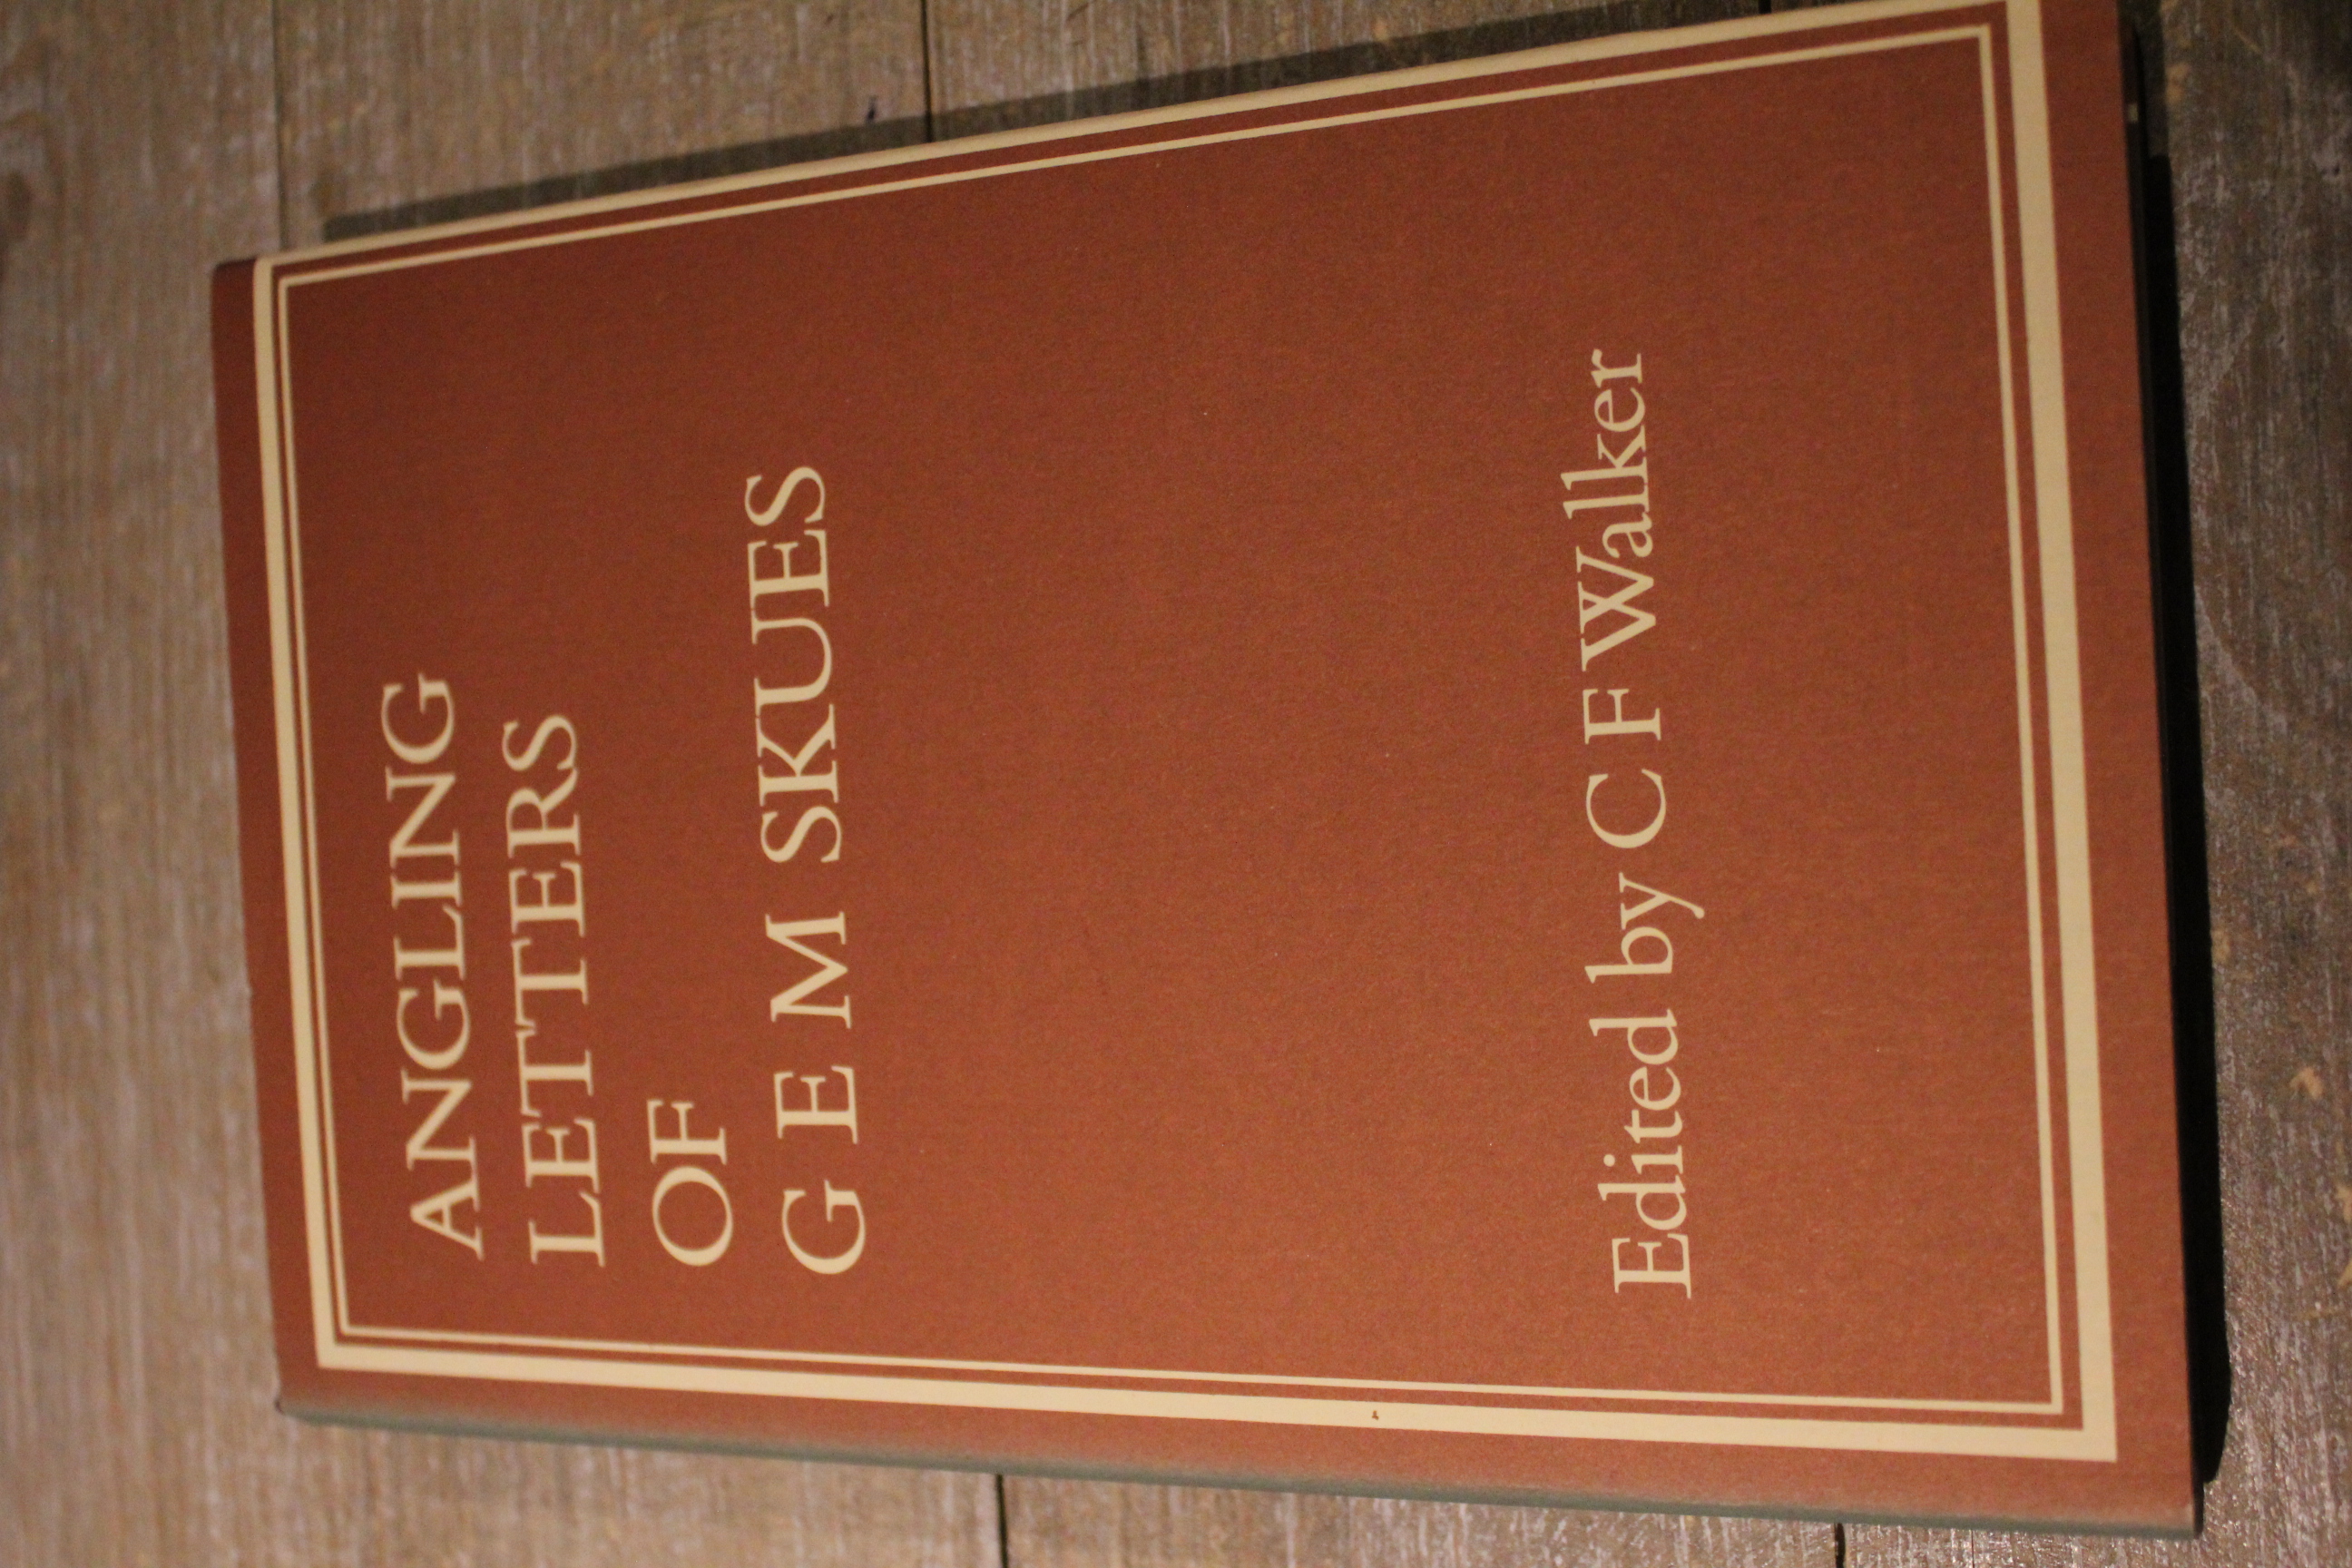 ANGLING
LETTERS
OF
G E M SKUES
Edited by C F Walker